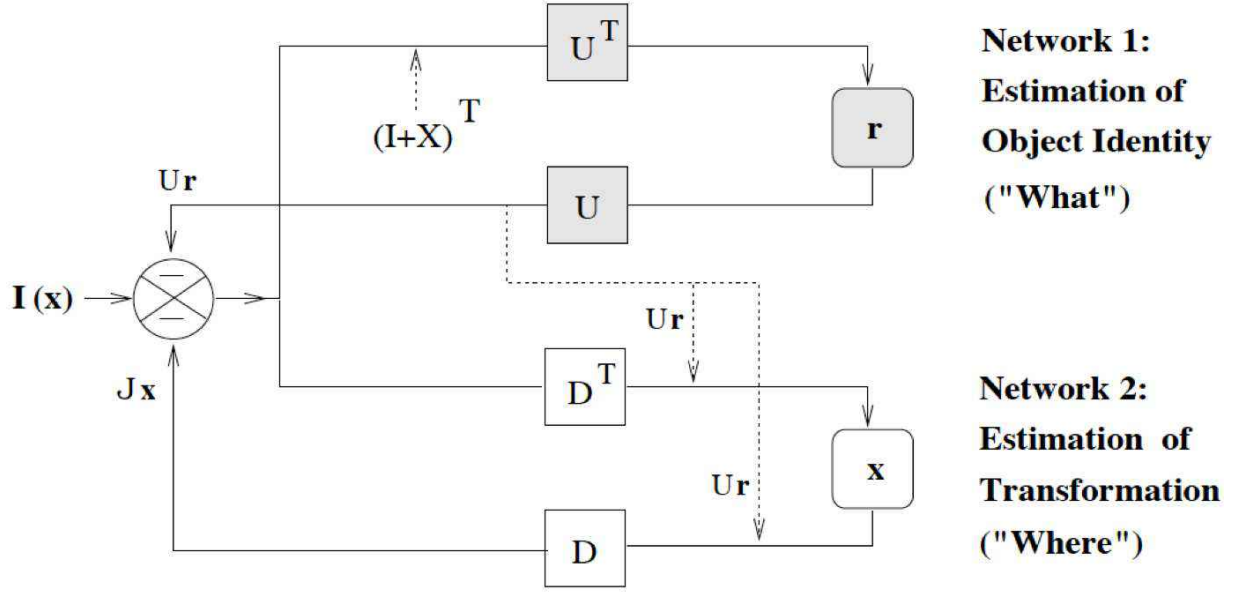 U^T
Network 1:
Estimation of
Object Identity
("What")
r
(I+X)^T
Ur
U
I (x)
Ur
D^T
Jx
Network 2:
Estimation of
Transformation
("Where")
x
Ur
D